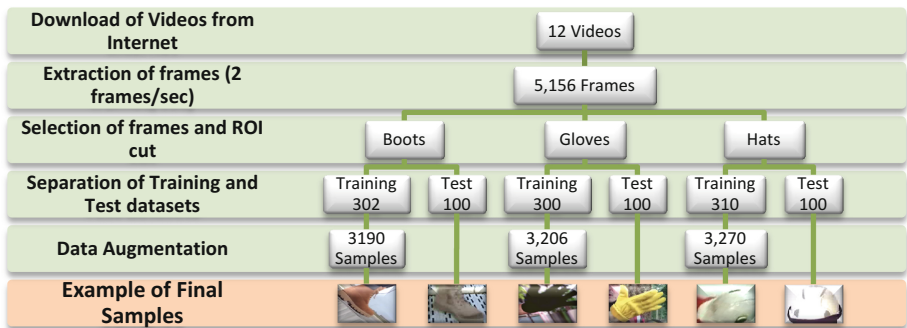 Download of Videos from
Internet
12 Videos
Extraction of frames (2
frames/sec)
5,156 Frames
Selection of frames and ROI
cut
Boots
Gloves
Hats
Separation of Training and
Test datasets
Training
302
Test
100
Training
300
Test
100
Training
310
Test
100
Data Augmentation
3190
Samples
3,206
Samples
3,270
Samples
Example of Final
Samples